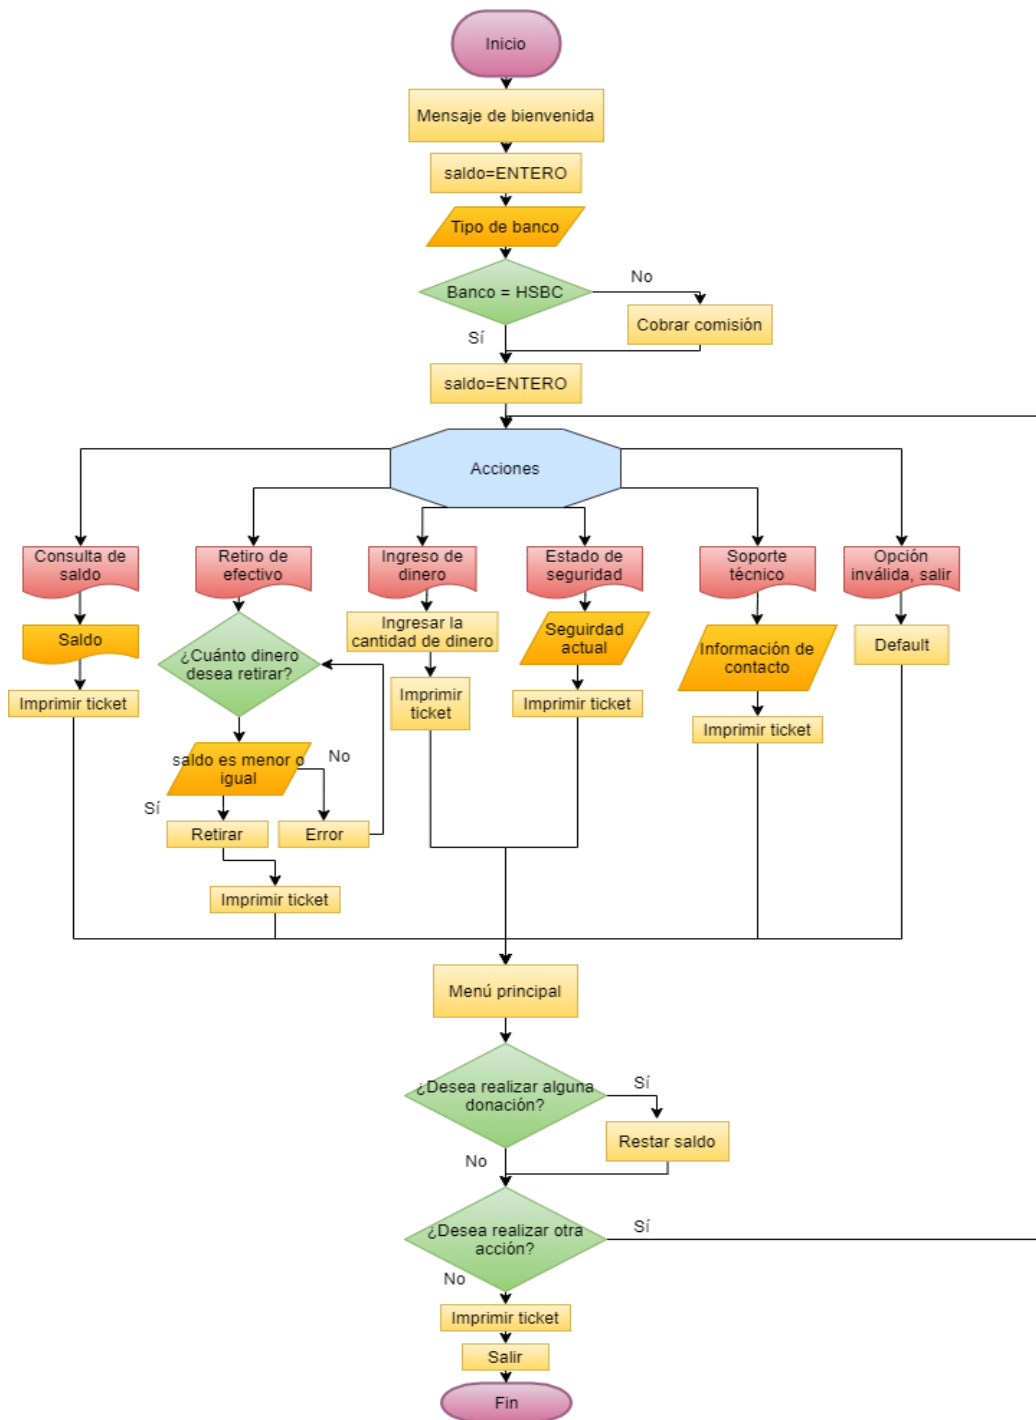 Inicio
Mensaje de bienvenida
saldo=ENTERO
Tipo de banco
Banco = HSBC
No
Cobrar comisión
Sí
saldo=ENTERO
Acciones
Consulta de
saldo
Retiro de
efectivo
Ingreso de
dinero
Estado de
seguridad
Soporte
técnico
Opción
inválida, salir
Saldo
Imprimir ticket
¿Cuánto dinero
desea retirar?
saldo es menor o
igual
No
Sí
Retirar
Error
Imprimir ticket
Ingresar la
cantidad de dinero
Imprimir
ticket
Seguirdad
actual
Imprimir ticket
Información de
contacto
Imprimir ticket
Default
Menú principal
¿Desea realizar alguna
donación?
Sí
Restar saldo
No
¿Desea realizar otra
acción?
Sí
No
Imprimir ticket
Salir
Fin